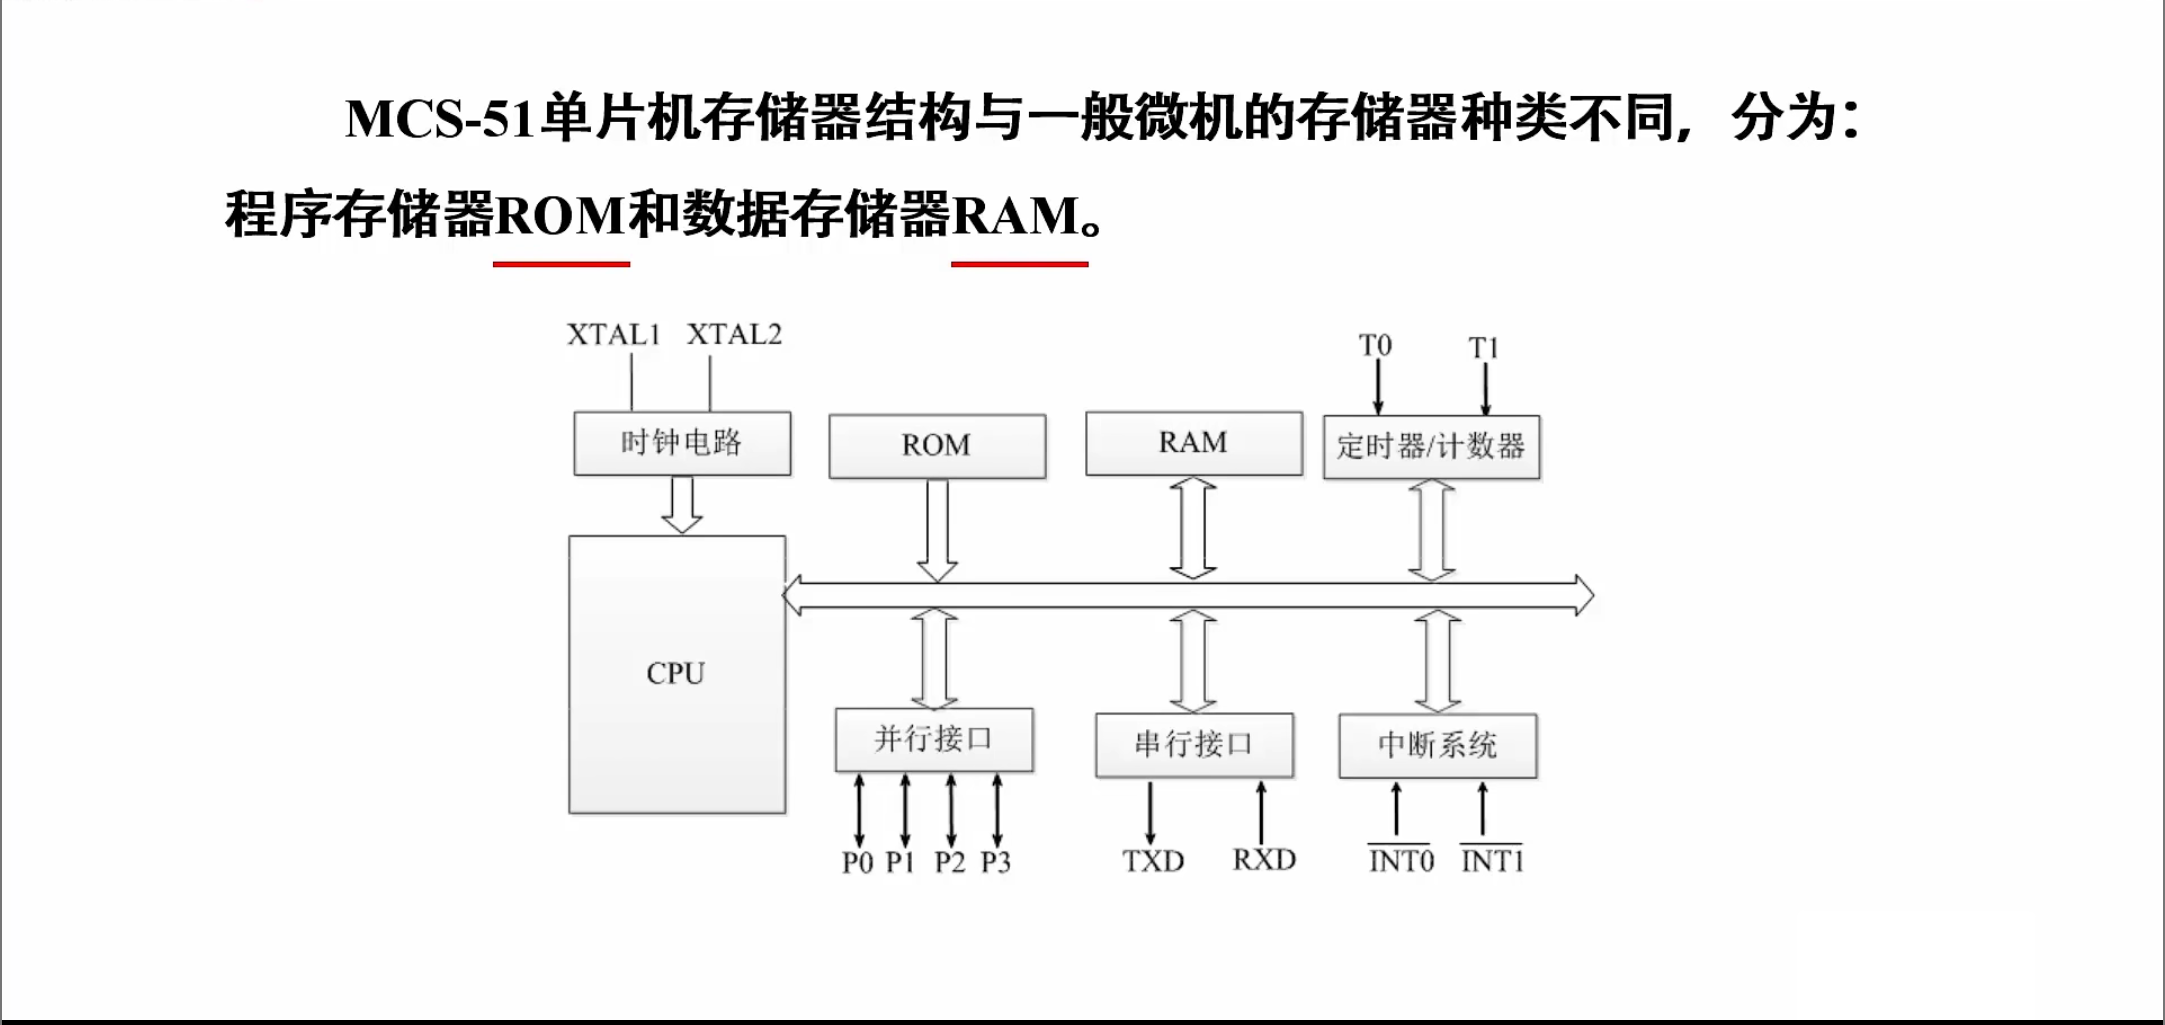 MCS-51单片机存储器结构与一般微机的存储器种类不同，分为：
程序存储器ROM和数据存储器RAM。
XTAL1 XTAL2
T0 T1
时钟电路 ROM RAM 定时器/计数器
CPU
并行接口 串行接口 中断系统
P0 P1 P2 P3 TXD RXD I̅N̅T̅0̅ I̅N̅T̅1̅